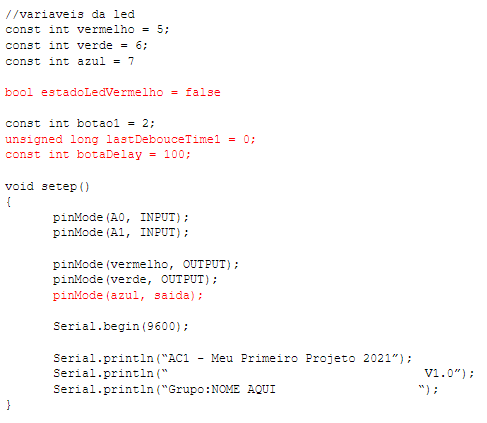 //variaveis da led
const int vermelho = 5;
const int verde = 6;
const int azul = 7
bool estadoLedVermelho = false
const int botao1 = 2;
unsigned long lastDebouceTime1 = 0;
const int botaDelay = 100;
void setep()
{
pinMode(A0, INPUT);
pinMode(A1, INPUT);
pinMode(vermelho, OUTPUT);
pinMode(verde, OUTPUT);
pinMode(azul, saida);
Serial.begin(9600);
Serial.println(“AC1 - Meu Primeiro Projeto 2021”);
Serial.println(“ V1.0”);
Serial.println(“Grupo:NOME AQUI “);
}